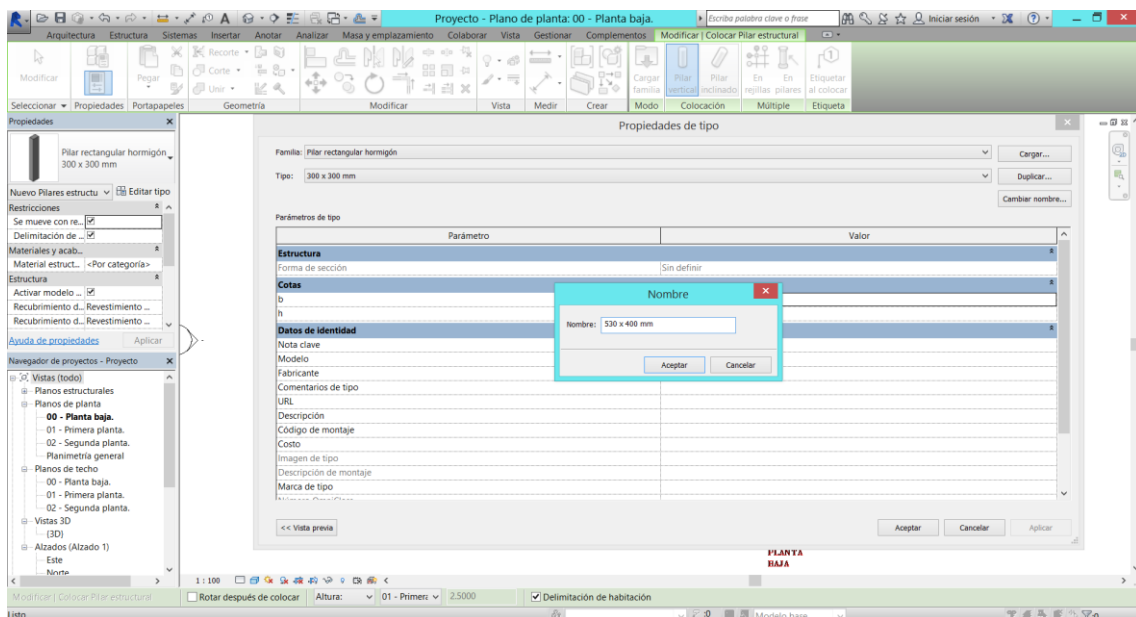 Proyecto - Plano de planta: 00 - Planta baja.
Escriba palabra clave o frase
Iniciar sesión
Arquitectura Estructura Sistemas Insertar Anotar Analizar Masa y emplazamiento Colaborar Vista Gestionar Complementos Modificar | Colocar Pilar estructural
Modificar
Pegar
Recorte
Corte
Unir
Cargar familia
Pilar vertical
Pilar inclinado
En rejillas
En pilares
Etiquetar al colocar
Seleccionar Propiedades Portapapeles Geometría Modificar Vista Medir Crear Modo Colocación Múltiple Etiqueta
Propiedades
Pilar rectangular hormigón
300 x 300 mm
Nuevo Pilares estructu
Editar tipo
Restricciones
Se mueve con re...
Delimitación de ...
Materiales y acab...
Material estruct... <Por categoría>
Estructura
Activar modelo ...
Recubrimiento d... Revestimiento ...
Recubrimiento d... Revestimiento ...
Ayuda de propiedades Aplicar
Navegador de proyectos - Proyecto
Vistas (todo)
Planos estructurales
Planos de planta
00 - Planta baja.
01 - Primera planta.
02 - Segunda planta.
Planimetría general
Planos de techo
00 - Planta baja.
01 - Primera planta.
02 - Segunda planta.
Vistas 3D
{3D}
Alzados (Alzado 1)
Este
Norte
Propiedades de tipo
Familia: Pilar rectangular hormigón Cargar...
Tipo: 300 x 300 mm Duplicar...
Cambiar nombre...
Parámetros de tipo
Parámetro Valor
Estructura
Forma de sección Sin definir
Cotas
b
h
Datos de identidad
Nota clave
Modelo
Fabricante
Comentarios de tipo
URL
Descripción
Código de montaje
Costo
Imagen de tipo
Descripción de montaje
Marca de tipo
Nombre
Nombre: 530 x 400 mm
Aceptar Cancelar
<< Vista previa Aceptar Cancelar Aplicar
PLANTA
BAJA
1 : 100
Modificar | Colocar Pilar estructural Rotar después de colocar Altura: 01 - Primera 2.5000 Delimitación de habitación
Listo :0 Modelo base